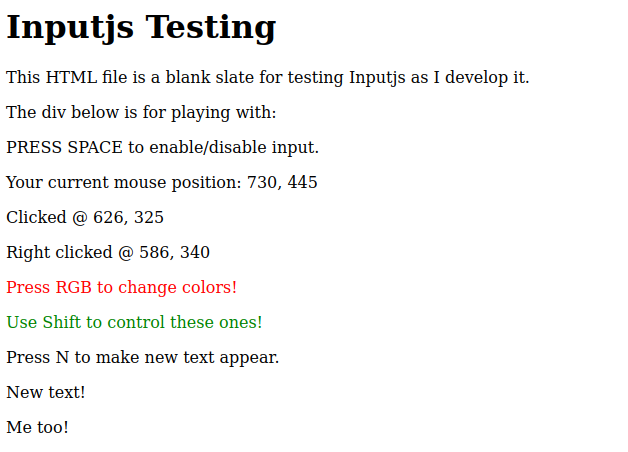 Inputjs Testing
This HTML file is a blank slate for testing Inputjs as I develop it.
The div below is for playing with:
PRESS SPACE to enable/disable input.
Your current mouse position: 730, 445
Clicked @ 626, 325
Right clicked @ 586, 340
Press RGB to change colors!
Use Shift to control these ones!
Press N to make new text appear.
New text!
Me too!